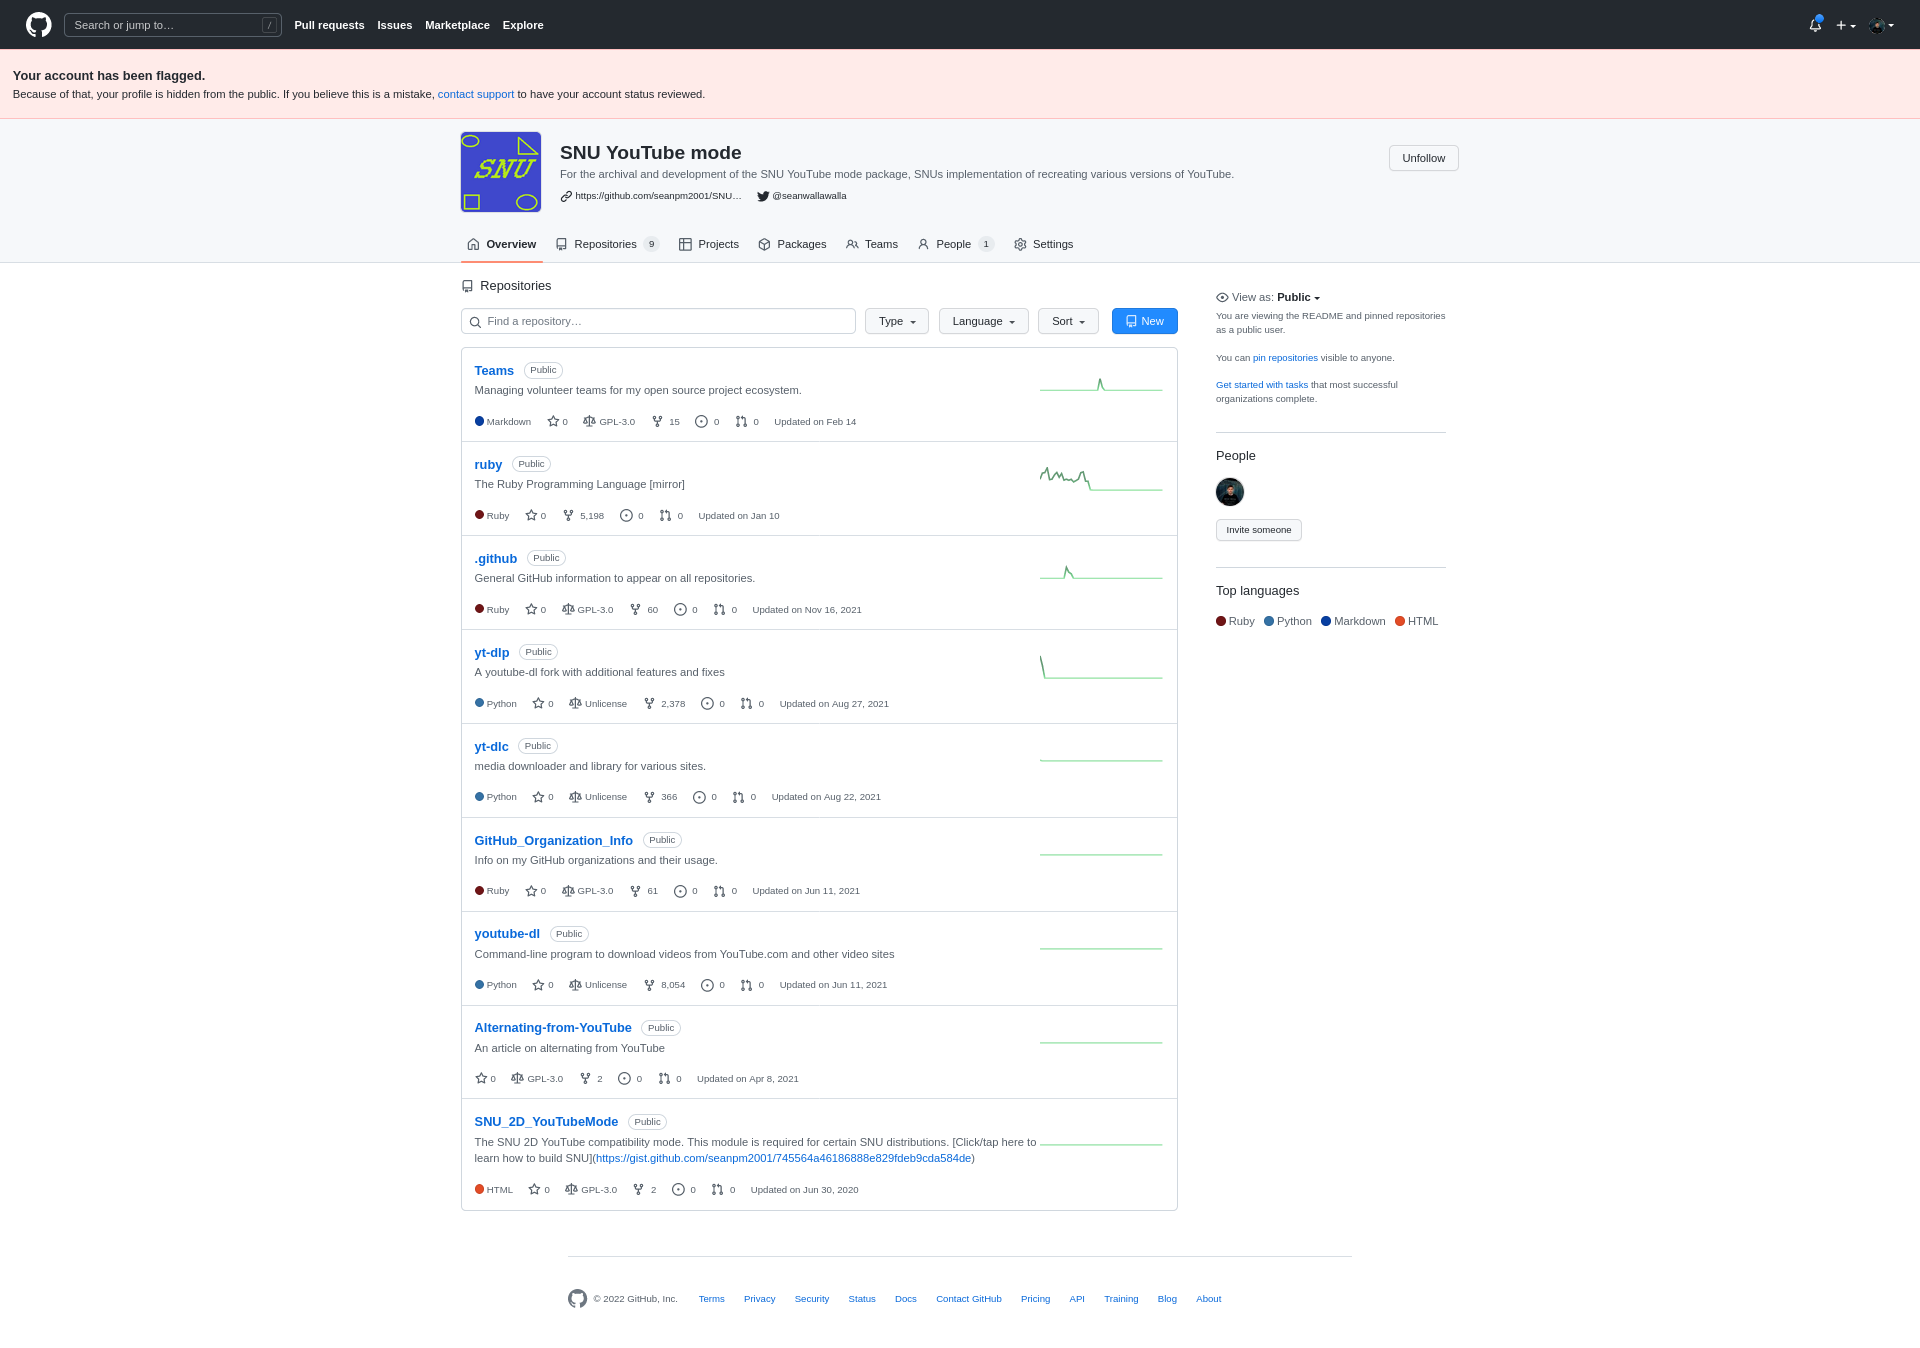 Search or jump to… /
Pull requests Issues Marketplace Explore
Your account has been flagged.
Because of that, your profile is hidden from the public. If you believe this is a mistake, contact support to have your account status reviewed.
SNU
SNU YouTube mode
For the archival and development of the SNU YouTube mode package, SNUs implementation of recreating various versions of YouTube.
https://github.com/seanpm2001/SNU… @seanwallawalla
Unfollow
Overview Repositories 9 Projects Packages Teams People 1 Settings
Repositories
Find a repository… Type Language Sort New
Teams Public
Managing volunteer teams for my open source project ecosystem.
Markdown 0 GPL-3.0 15 0 0 Updated on Feb 14
ruby Public
The Ruby Programming Language [mirror]
Ruby 0 5,198 0 0 Updated on Jan 10
.github Public
General GitHub information to appear on all repositories.
Ruby 0 GPL-3.0 60 0 0 Updated on Nov 16, 2021
yt-dlp Public
A youtube-dl fork with additional features and fixes
Python 0 Unlicense 2,378 0 0 Updated on Aug 27, 2021
yt-dlc Public
media downloader and library for various sites.
Python 0 Unlicense 366 0 0 Updated on Aug 22, 2021
GitHub_Organization_Info Public
Info on my GitHub organizations and their usage.
Ruby 0 GPL-3.0 61 0 0 Updated on Jun 11, 2021
youtube-dl Public
Command-line program to download videos from YouTube.com and other video sites
Python 0 Unlicense 8,054 0 0 Updated on Jun 11, 2021
Alternating-from-YouTube Public
An article on alternating from YouTube
0 GPL-3.0 2 0 0 Updated on Apr 8, 2021
SNU_2D_YouTubeMode Public
The SNU 2D YouTube compatibility mode. This module is required for certain SNU distributions. [Click/tap here to
learn how to build SNU](https://gist.github.com/seanpm2001/745564a46186888e829fdeb9cda584de)
HTML 0 GPL-3.0 2 0 0 Updated on Jun 30, 2020
View as: Public
You are viewing the README and pinned repositories
as a public user.
You can pin repositories visible to anyone.
Get started with tasks that most successful
organizations complete.
People
Invite someone
Top languages
Ruby Python Markdown HTML
© 2022 GitHub, Inc. Terms Privacy Security Status Docs Contact GitHub Pricing API Training Blog About